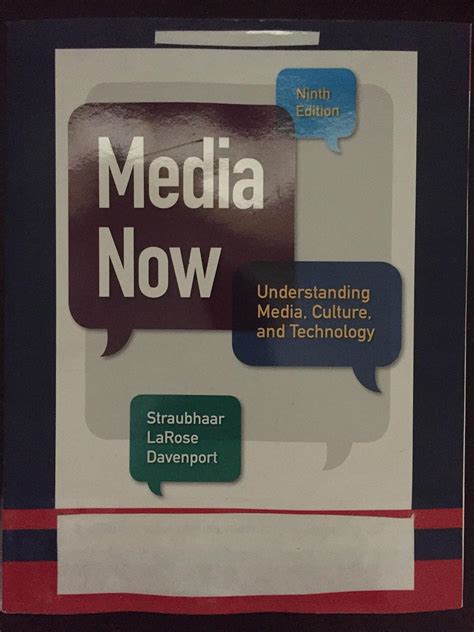 Ninth
Edition
Media
Now
Understanding
Media, Culture,
and Technology
Straubhaar
LaRose
Davenport